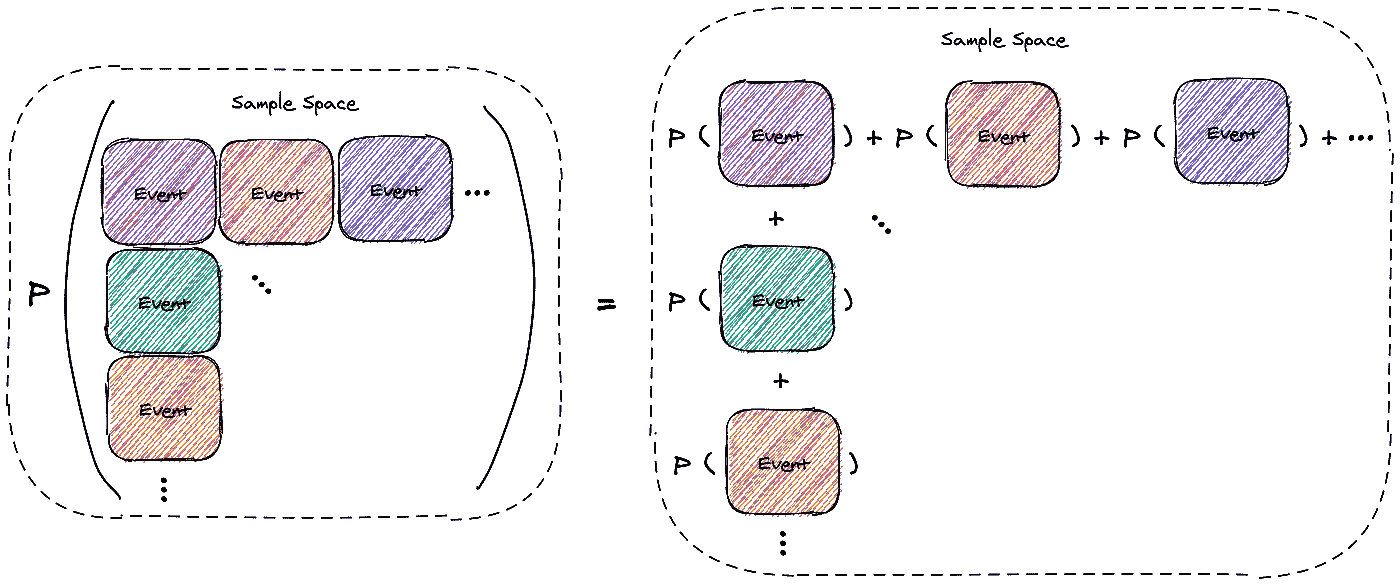 Sample Space
P ( Event Event Event ... )
Event ...
Event
...
=
Sample Space
P ( Event ) + P ( Event ) + P ( Event ) + ...
+ ...
P ( Event )
+
P ( Event )
...